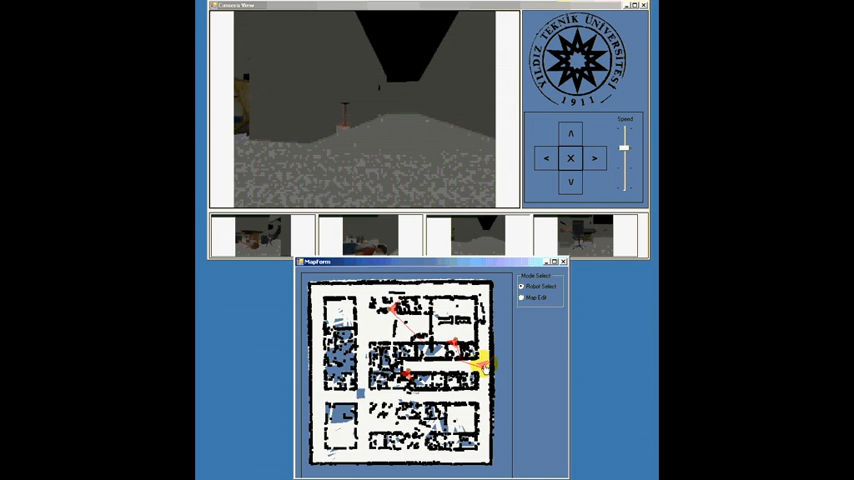 Camera View
YILDIZ TEKNİK ÜNİVERSİTESİ
1911
Speed
Λ
< X >
V
MapForm
Mode Select
Robot Select
Map Edit